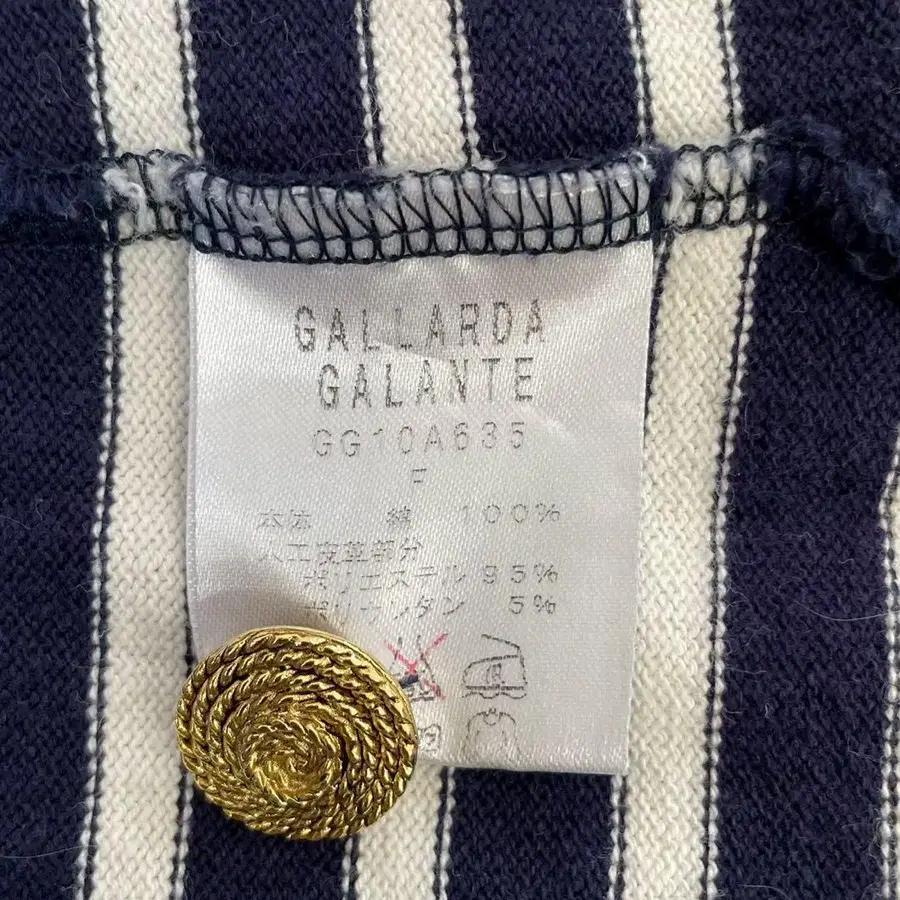 GALLARDA
GALANTE
GG10A635
F
本体 綿 100%
人工皮革部分
ポリエステル 95%
ポリウレタン 5%